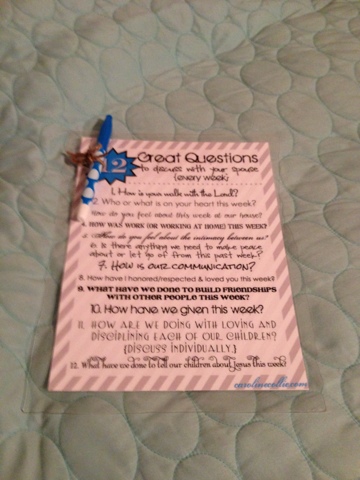 12 Great Questions
to discuss with your spouse
{every week}
1. How is your walk with the Lord?
2. Who or what is on your heart this week?
How do you feel about this week at our house?
4. HOW WAS WORK (OR WORKING AT HOME) THIS WEEK?
5. How do you feel about the intimacy between us?
6. Is there anything we need to make peace
about or let go of from this past week?
7. HOW IS OUR COMMUNICATION?
8. How have I honored/respected & loved you this week?
9. WHAT HAVE WE DONE TO BUILD FRIENDSHIPS
WITH OTHER PEOPLE THIS WEEK?
10. How have we given this week?
11. HOW ARE WE DOING WITH LOVING AND
DISCIPLINING EACH OF OUR CHILDREN?
{DISCUSS INDIVIDUALLY}
12. What have we done to tell our children about Jesus this week?
carolinecollie.com